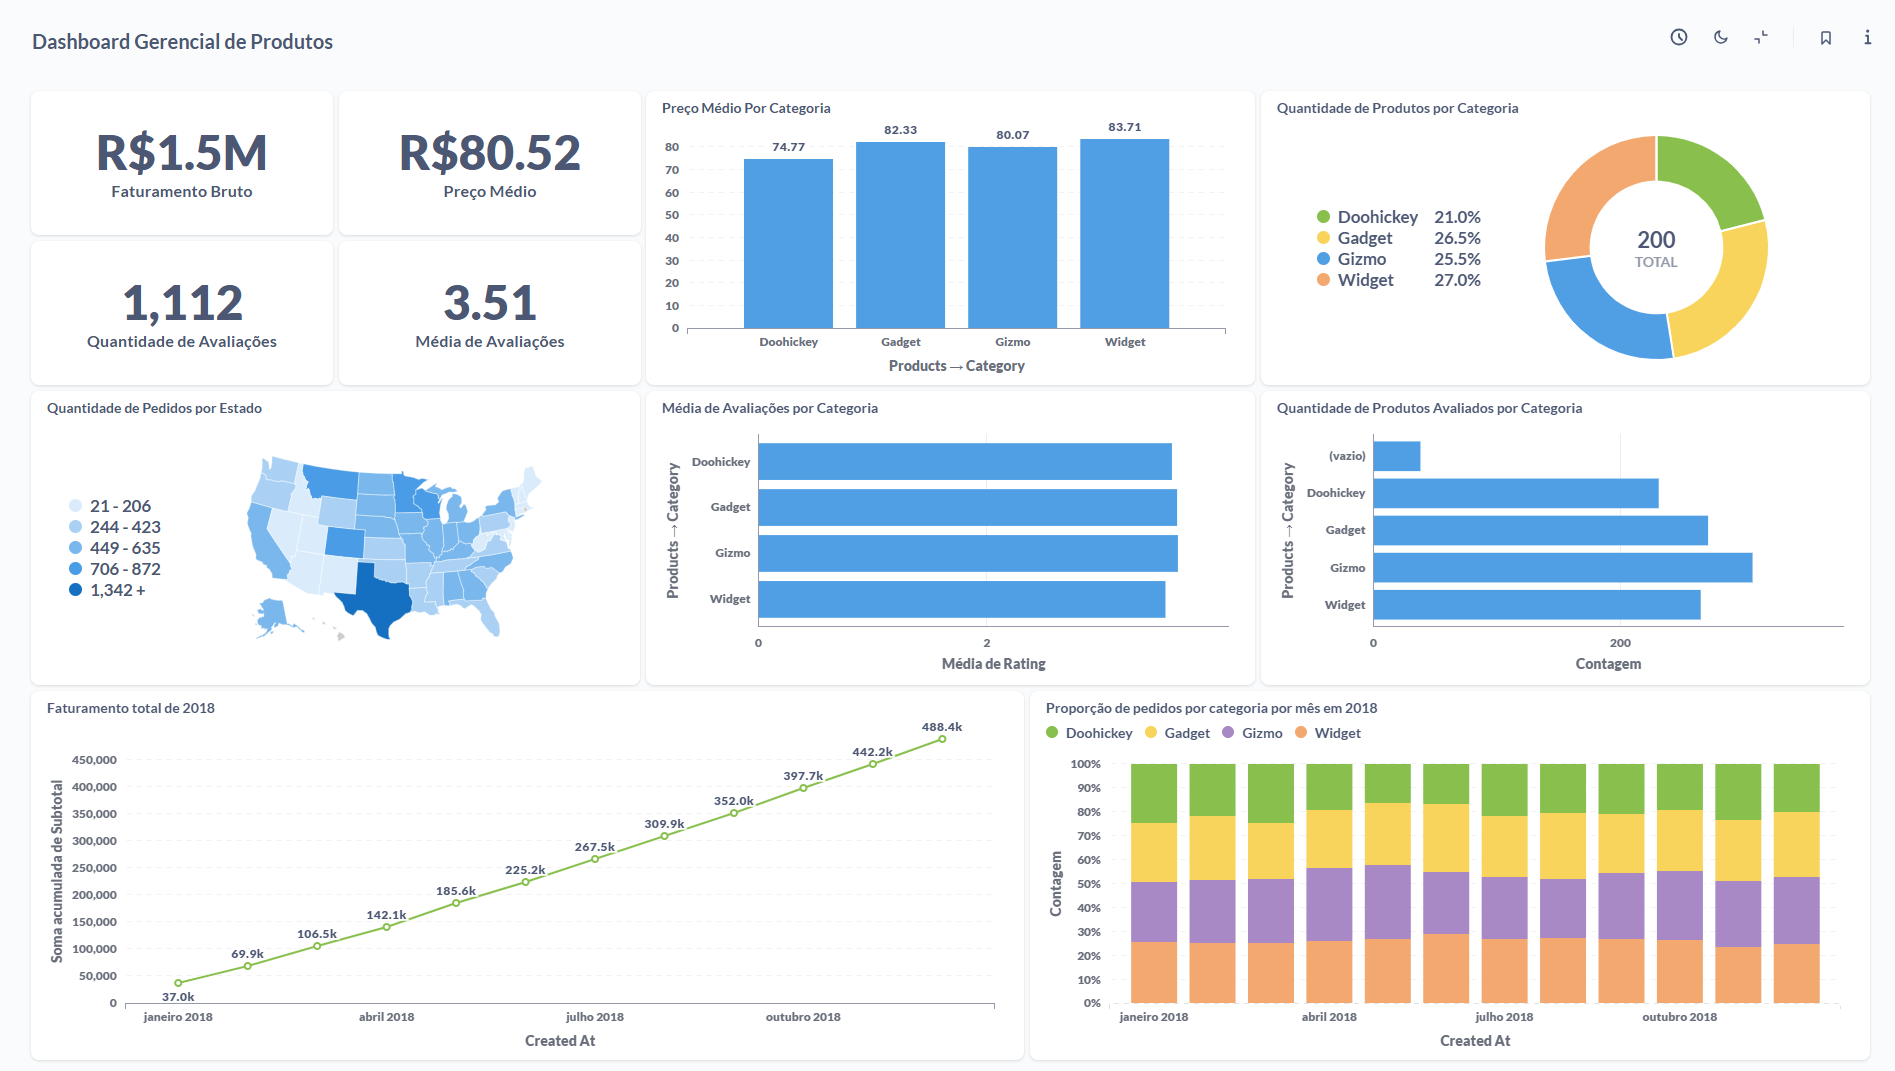 Dashboard Gerencial de Produtos
R$1.5M
Faturamento Bruto
R$80.52
Preço Médio
1,112
Quantidade de Avaliações
3.51
Média de Avaliações
Preço Médio Por Categoria
74.77
82.33
80.07
83.71
80
70
60
50
40
30
20
10
0
Doohickey
Gadget
Gizmo
Widget
Products → Category
Quantidade de Produtos por Categoria
Doohickey 21.0%
Gadget 26.5%
Gizmo 25.5%
Widget 27.0%
200
TOTAL
Quantidade de Pedidos por Estado
21 - 206
244 - 423
449 - 635
706 - 872
1,342 +
Média de Avaliações por Categoria
Products → Category
Doohickey
Gadget
Gizmo
Widget
0
2
Média de Rating
Quantidade de Produtos Avaliados por Categoria
Products → Category
(vazio)
Doohickey
Gadget
Gizmo
Widget
0
200
Contagem
Faturamento total de 2018
Soma acumulada de Subtotal
450,000
400,000
350,000
300,000
250,000
200,000
150,000
100,000
50,000
0
37.0k
69.9k
106.5k
142.1k
185.6k
225.2k
267.5k
309.9k
352.0k
397.7k
442.2k
488.4k
janeiro 2018
abril 2018
julho 2018
outubro 2018
Created At
Proporção de pedidos por categoria por mês em 2018
Doohickey Gadget Gizmo Widget
Contagem
100%
90%
80%
70%
60%
50%
40%
30%
20%
10%
0%
janeiro 2018
abril 2018
julho 2018
outubro 2018
Created At